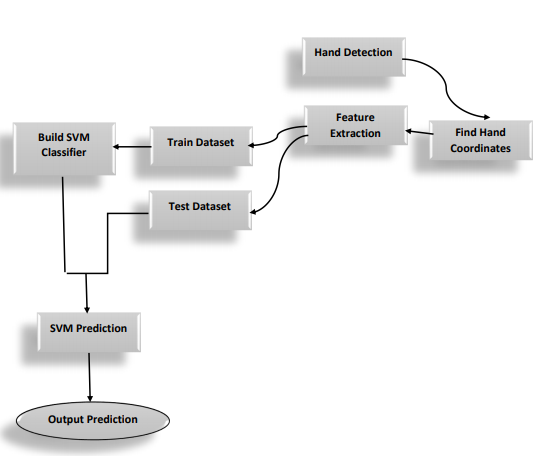 Hand Detection
Feature
Extraction
Find Hand
Coordinates
Build SVM
Classifier
Train Dataset
Test Dataset
SVM Prediction
Output Prediction